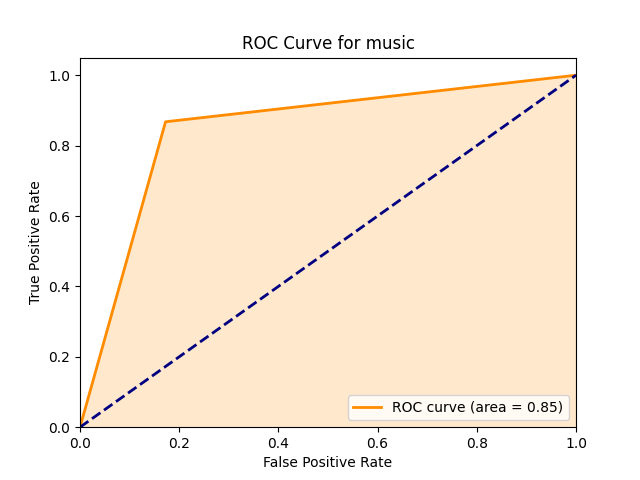 ROC Curve for music
True Positive Rate
1.0
0.8
0.6
0.4
0.2
0.0
ROC curve (area = 0.85)
0.0 0.2 0.4 0.6 0.8 1.0
False Positive Rate